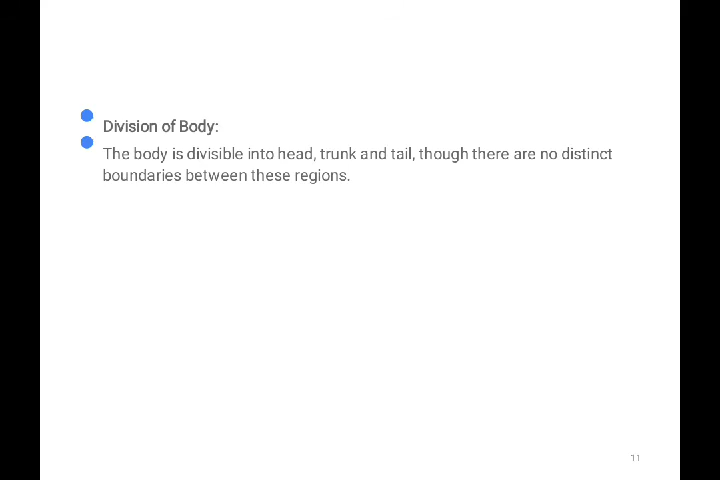 Division of Body:
The body is divisible into head, trunk and tail, though there are no distinct
boundaries between these regions.
11